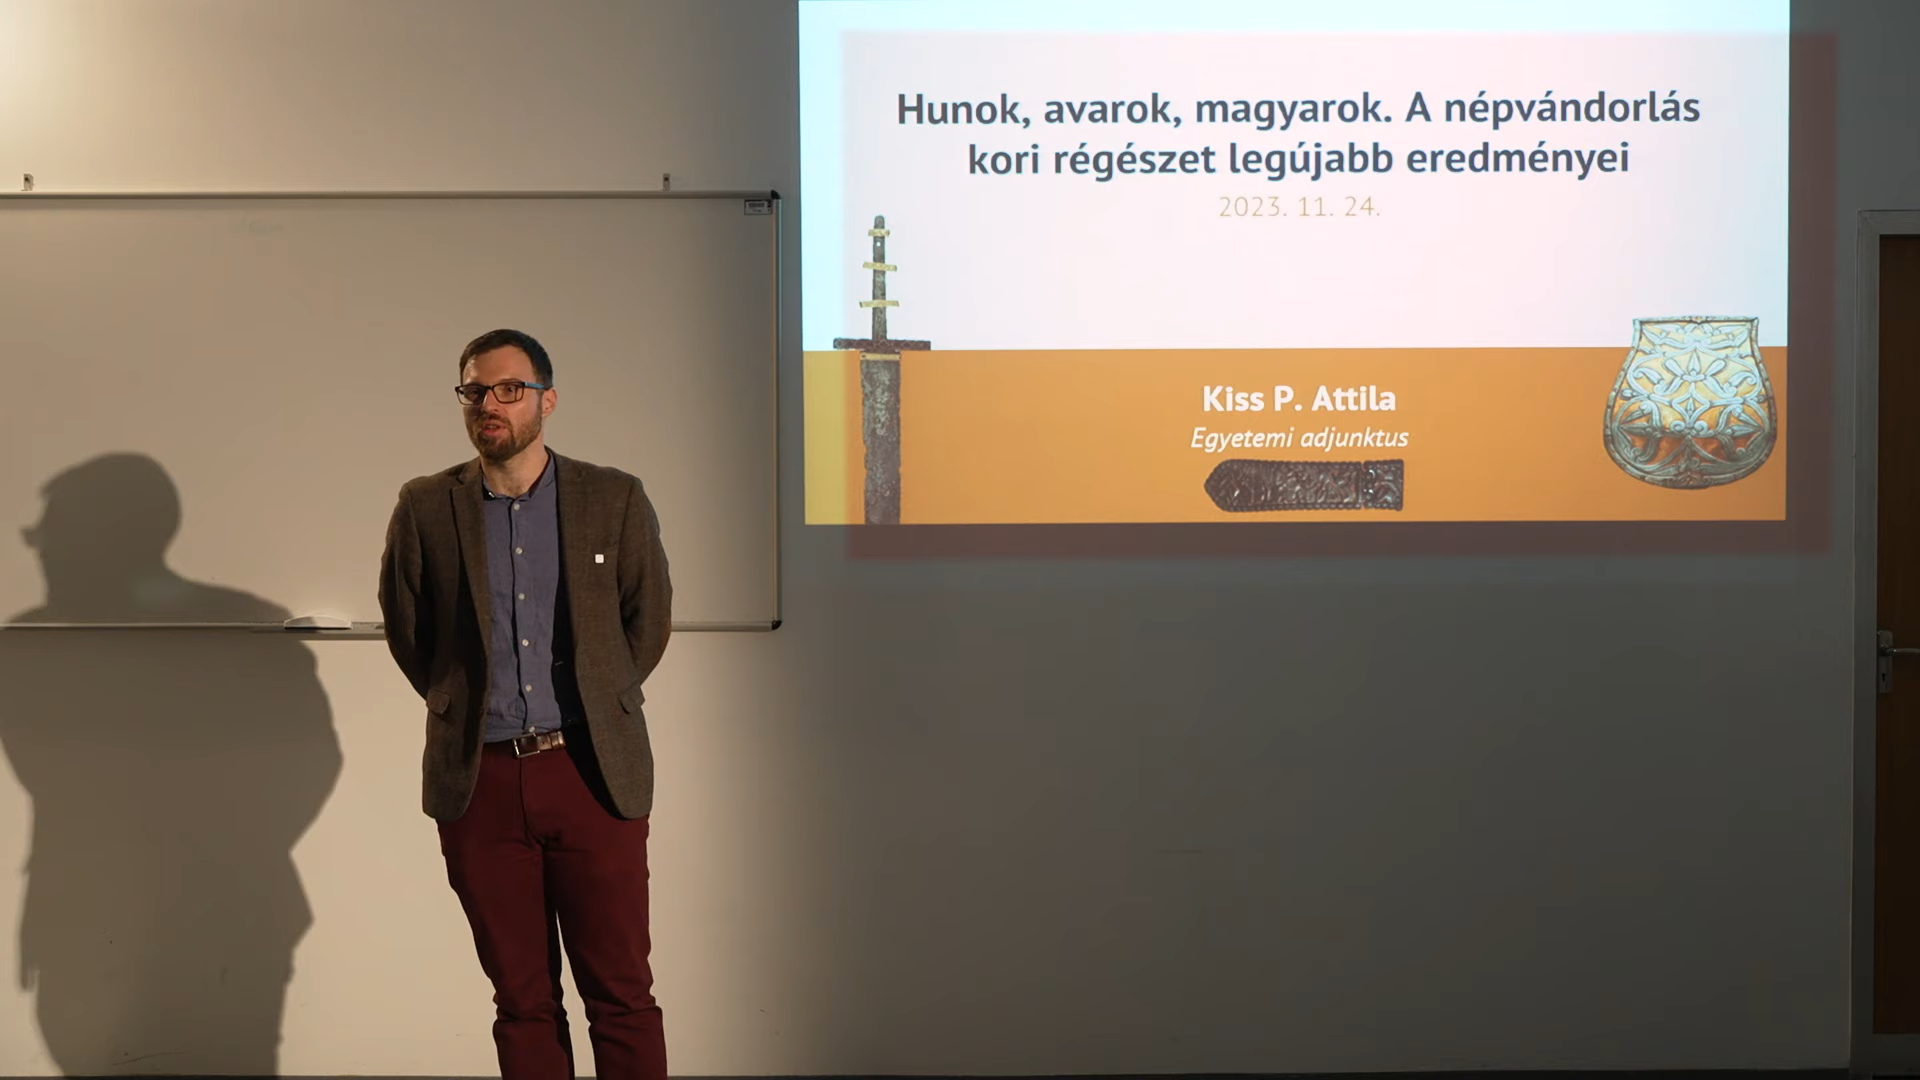 Hunok, avarok, magyarok. A népvándorlás
kori régészet legújabb eredményei
2023. 11. 24.
Kiss P. Attila
Egyetemi adjunktus